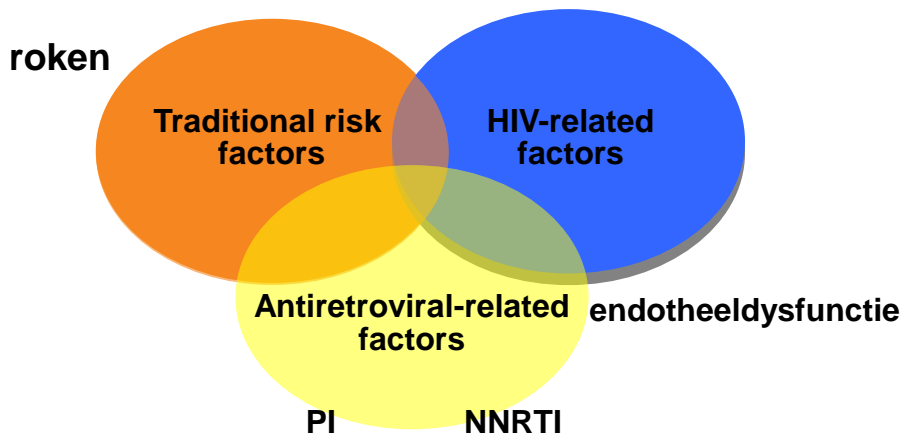 roken
Traditional risk
factors
HIV-related
factors
Antiretroviral-related
factors
endotheeldysfunctie
PI
NNRTI